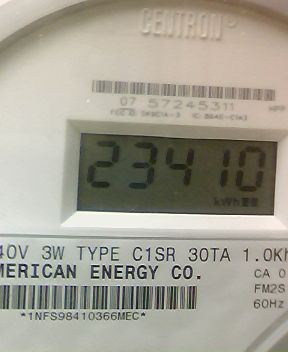 CENTRON®
07 57245311
23410
kWh
40V 3W TYPE C1SR 30TA 1.0Kh
MERICAN ENERGY CO.
CA 0
FM2S
60Hz
*1NFS98410366MEC*